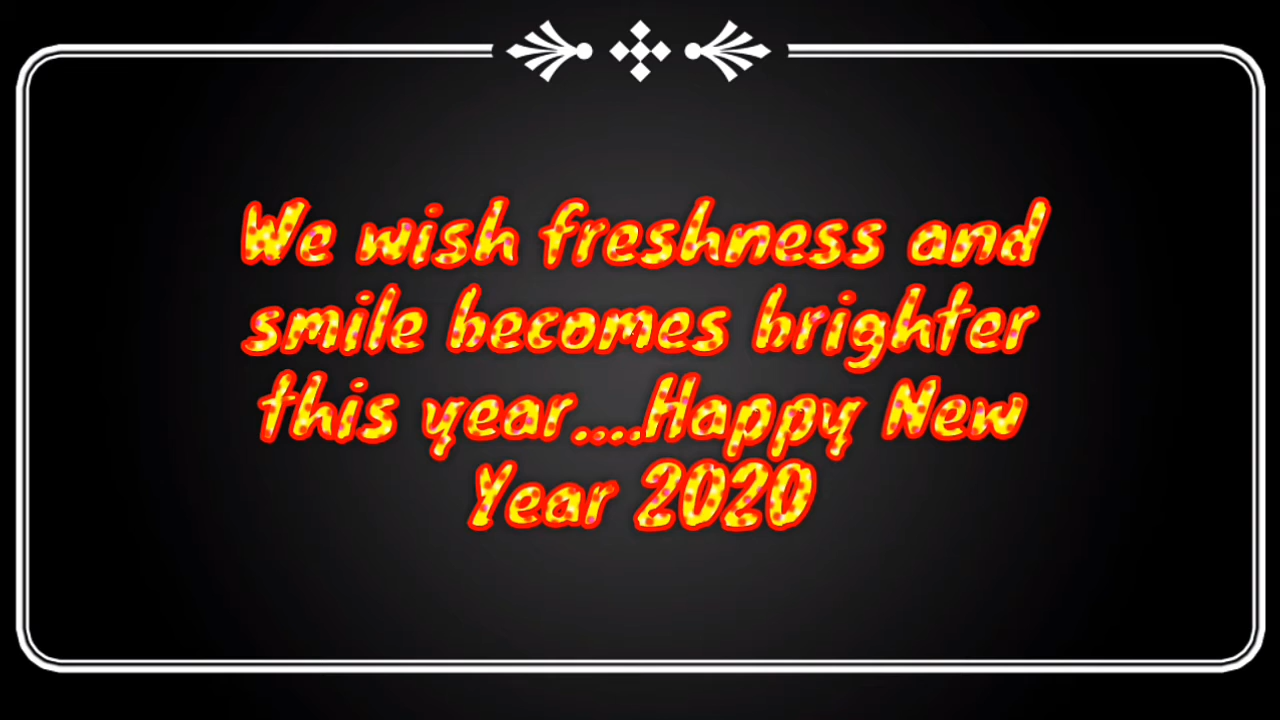 We wish freshness and
smile becomes brighter
this year....Happy New
Year 2020